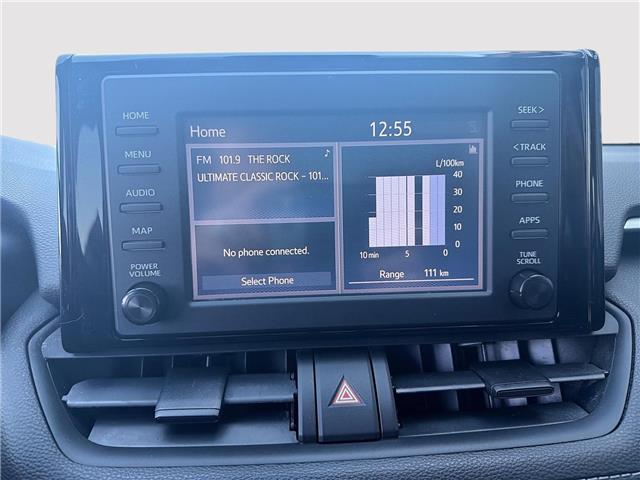 HOME
MENU
AUDIO
MAP
POWER
VOLUME
Home
12:55
FM 101.9 THE ROCK
ULTIMATE CLASSIC ROCK - 101...
No phone connected.
Select Phone
L/100km
40
30
20
10
0
10 min 5 0
Range 111 km
SEEK >
< TRACK
PHONE
APPS
TUNE
SCROLL